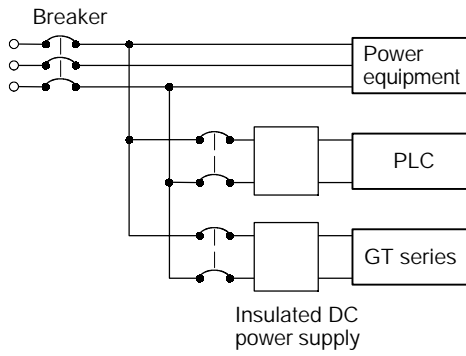 Breaker
Power
equipment
PLC
GT series
Insulated DC
power supply